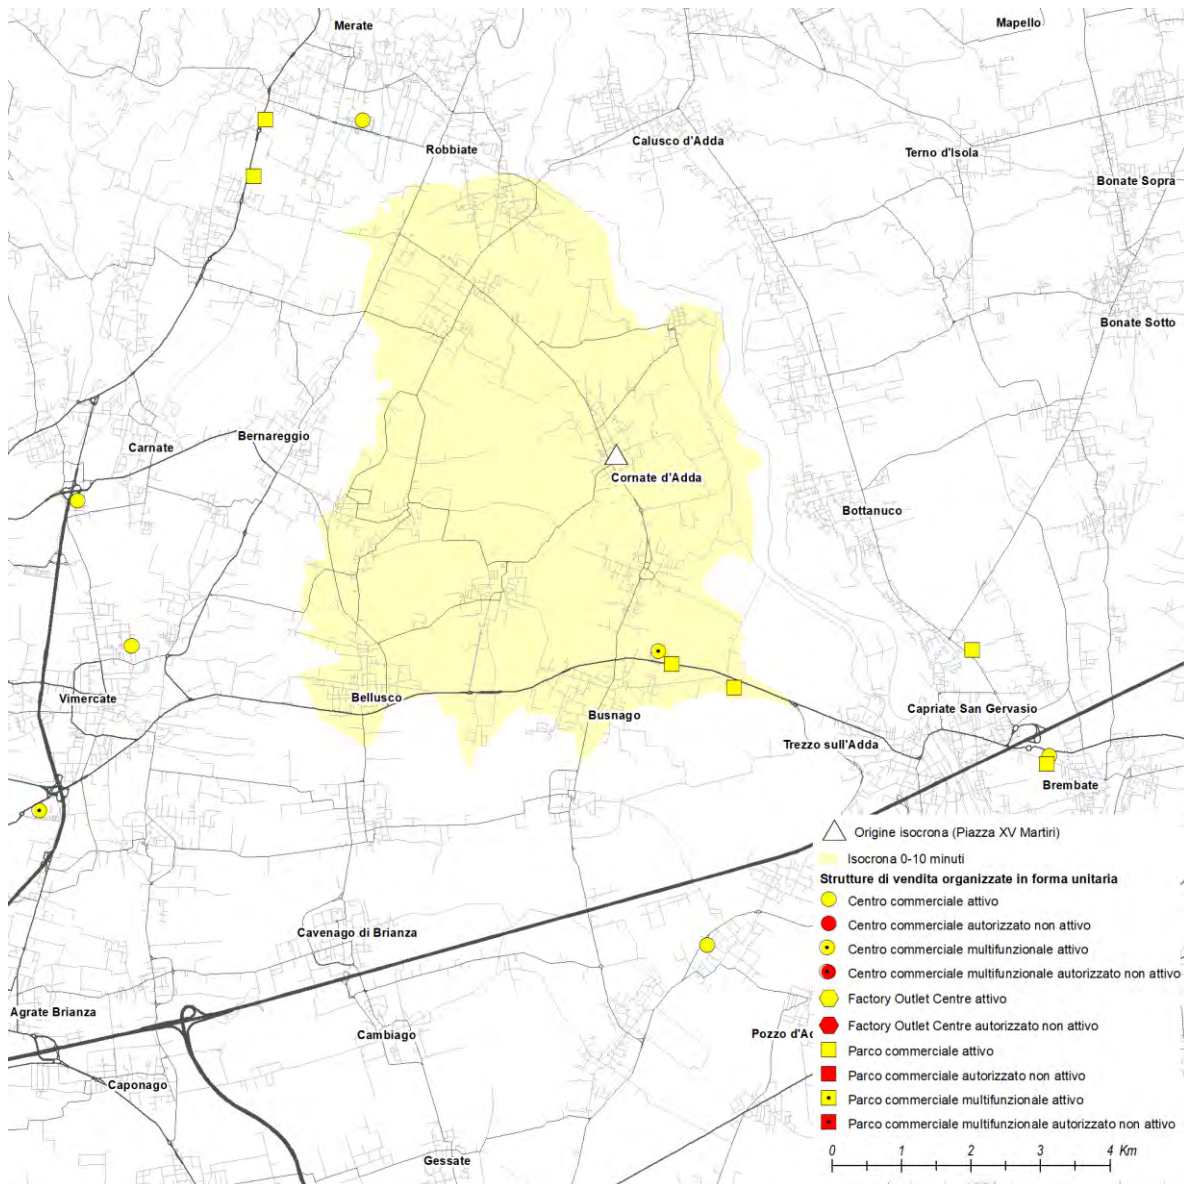 Merate
Mapello
Calusco d'Adda
Robbiate
Terno d'Isola
Bonate Sopra
Bonate Sotto
Bernareggio
Carnate
Cornate d'Adda
Bottanuco
Vimercate
Bellusco
Busnago
Capriate San Gervasio
Trezzo sull'Adda
Brembate
Cavenago di Brianza
Agrate Brianza
Cambiago
Pozzo d'Ad
Caponago
Gessate
Origine isocrona (Piazza XV Martiri)
Isocrona 0-10 minuti
Strutture di vendita organizzate in forma unitaria
Centro commerciale attivo
Centro commerciale autorizzato non attivo
Centro commerciale multifunzionale attivo
Centro commerciale multifunzionale autorizzato non attivo
Factory Outlet Centre attivo
Factory Outlet Centre autorizzato non attivo
Parco commerciale attivo
Parco commerciale autorizzato non attivo
Parco commerciale multifunzionale attivo
Parco commerciale multifunzionale autorizzato non attivo
0 1 2 3 4 Km